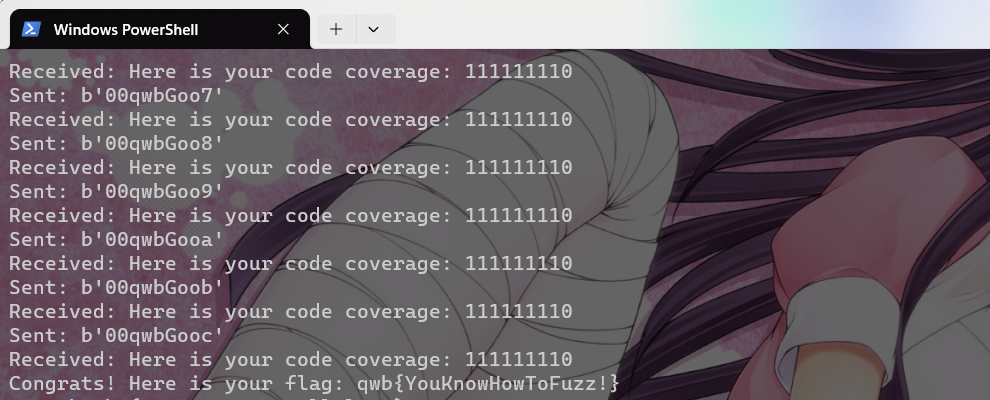 Windows PowerShell
Received: Here is your code coverage: 111111110
Sent: b'00qwbGoo7'
Received: Here is your code coverage: 111111110
Sent: b'00qwbGoo8'
Received: Here is your code coverage: 111111110
Sent: b'00qwbGoo9'
Received: Here is your code coverage: 111111110
Sent: b'00qwbGooa'
Received: Here is your code coverage: 111111110
Sent: b'00qwbGoob'
Received: Here is your code coverage: 111111110
Sent: b'00qwbGooc'
Received: Here is your code coverage: 111111110
Congrats! Here is your flag: qwb{YouKnowHowToFuzz!}